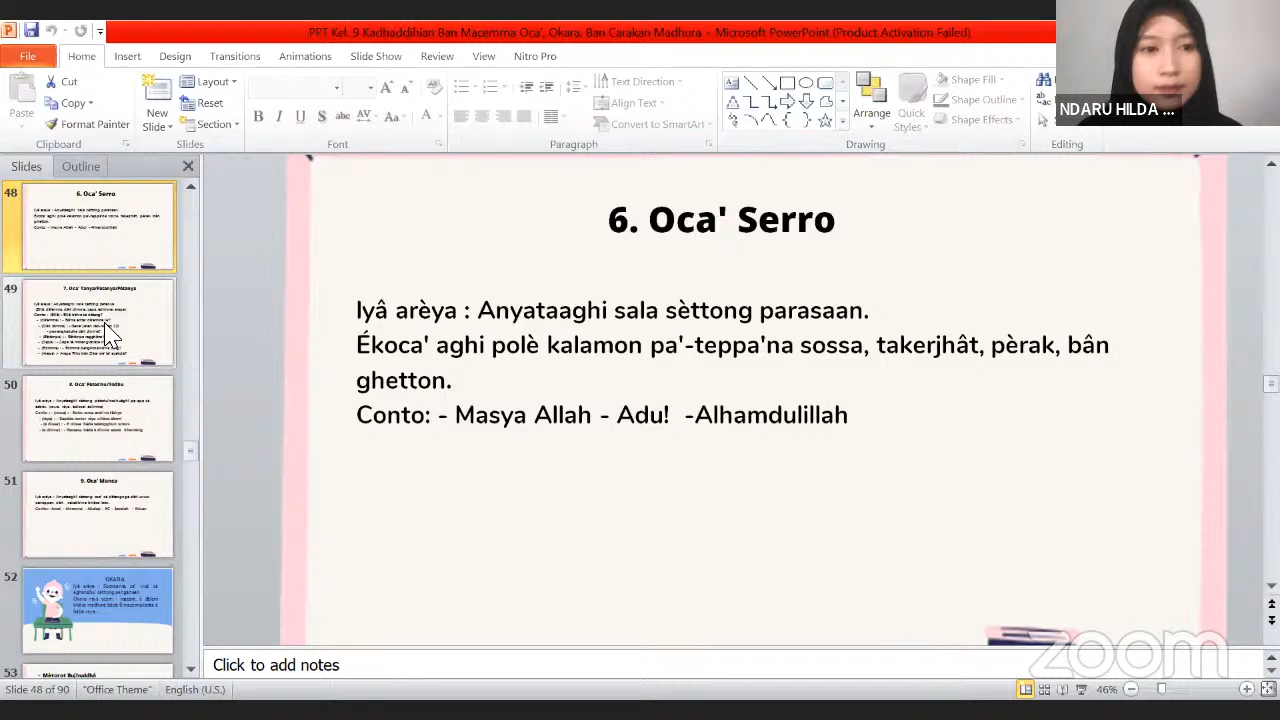 PPT Kel. 9 Kadhaddhian Ban Macemma Oca', Okara, Ban Carakan Madhura - Microsoft PowerPoint (Product Activation Failed)
File Home Insert Design Transitions Animations Slide Show Review View Nitro Pro
Paste
Cut
Copy
Format Painter
Clipboard
New Slide
Layout
Reset
Section
Slides
Font
Text Direction
Align Text
Convert to SmartArt
Paragraph
Arrange
Quick Styles
Shape Fill
Shape Outline
Shape Effects
Drawing
Editing
NDARU HILDA ...
Slides Outline
48
6. Oca' Serro
49
7. Oca' Tanya/Patanya/Pètanya
50
51
9. Oca' Manca
52
OKARA
53
6. Oca' Serro
Iyâ arèya : Anyataaghi sala sèttong parasaan.
Ékoca' aghi polè kalamon pa'-teppa'na sossa, takerjhât, pèrak, bân
ghetton.
Conto: - Masya Allah - Adu! -Alhamdulillah
zoom
Click to add notes
Slide 48 of 90 "Office Theme" English (U.S.) 46%